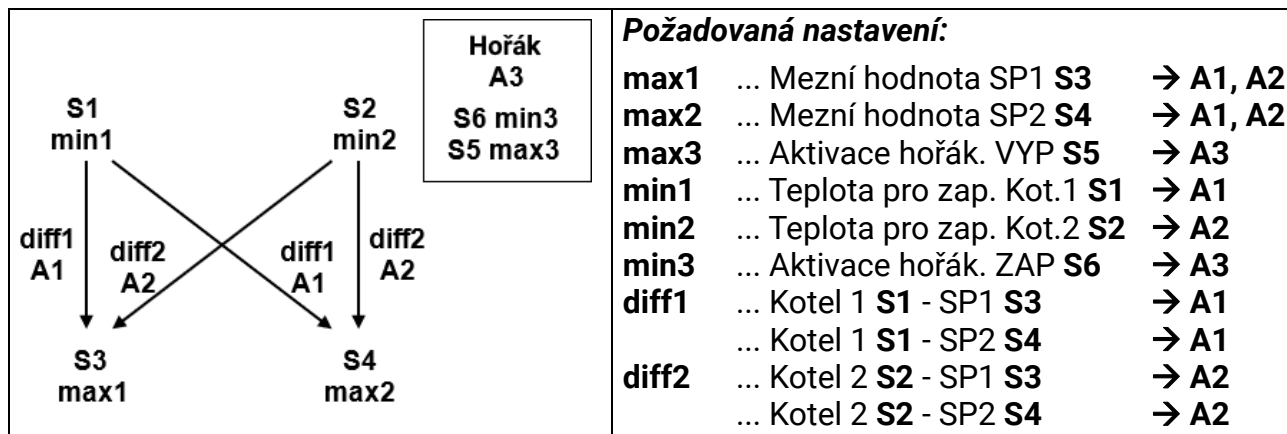 Hořák
A3
S6 min3
S5 max3
S1
min1
S2
min2
diff1
A1
diff2
A2
diff1
A1
diff2
A2
S3
max1
S4
max2
Požadovaná nastavení:
max1 ... Mezní hodnota SP1 S3 → A1, A2
max2 ... Mezní hodnota SP2 S4 → A1, A2
max3 ... Aktivace hořák. VYP S5 → A3
min1 ... Teplota pro zap. Kot.1 S1 → A1
min2 ... Teplota pro zap. Kot.2 S2 → A2
min3 ... Aktivace hořák. ZAP S6 → A3
diff1 ... Kotel 1 S1 - SP1 S3 → A1
... Kotel 1 S1 - SP2 S4 → A1
diff2 ... Kotel 2 S2 - SP1 S3 → A2
... Kotel 2 S2 - SP2 S4 → A2